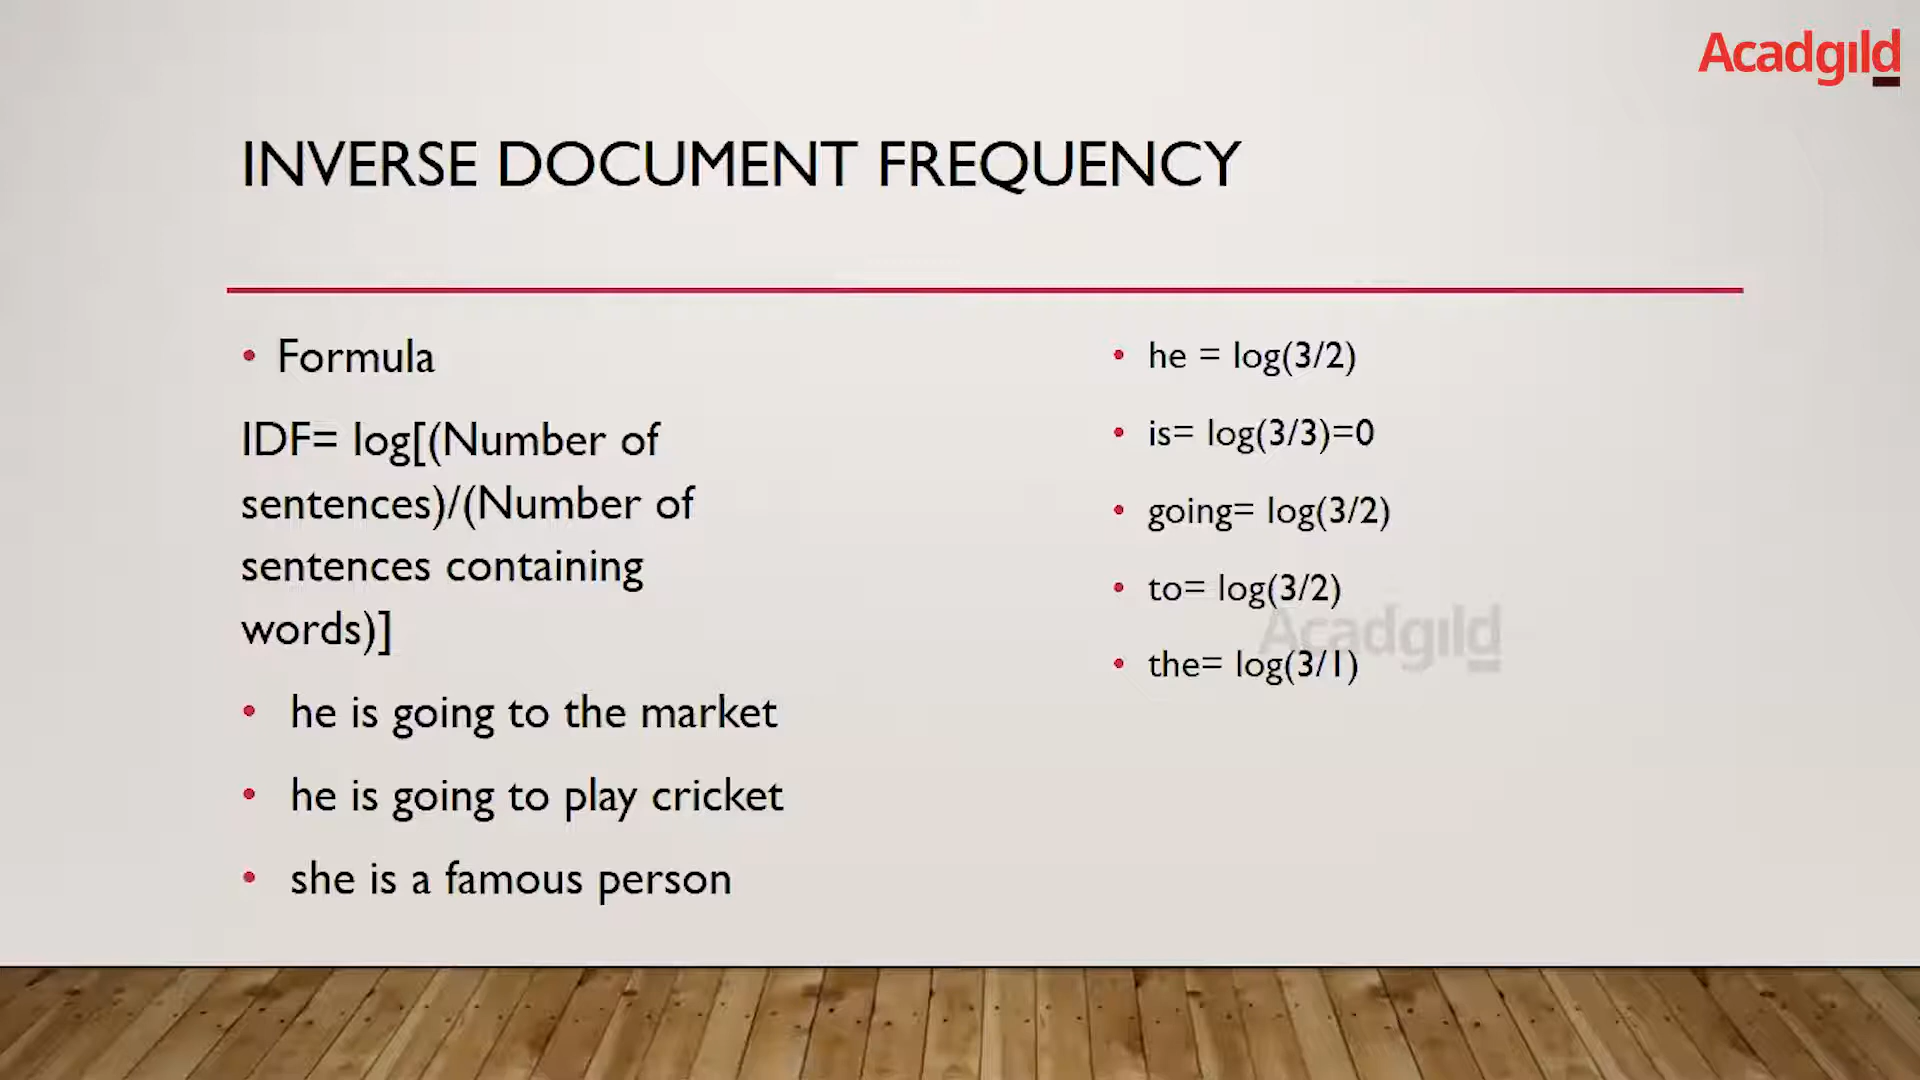 Acadgild
INVERSE DOCUMENT FREQUENCY
• Formula
IDF= log[(Number of
sentences)/(Number of
sentences containing
words)]
• he is going to the market
• he is going to play cricket
• she is a famous person
• he = log(3/2)
• is= log(3/3)=0
• going= log(3/2)
• to= log(3/2)
• the= log(3/1)
Acadgild